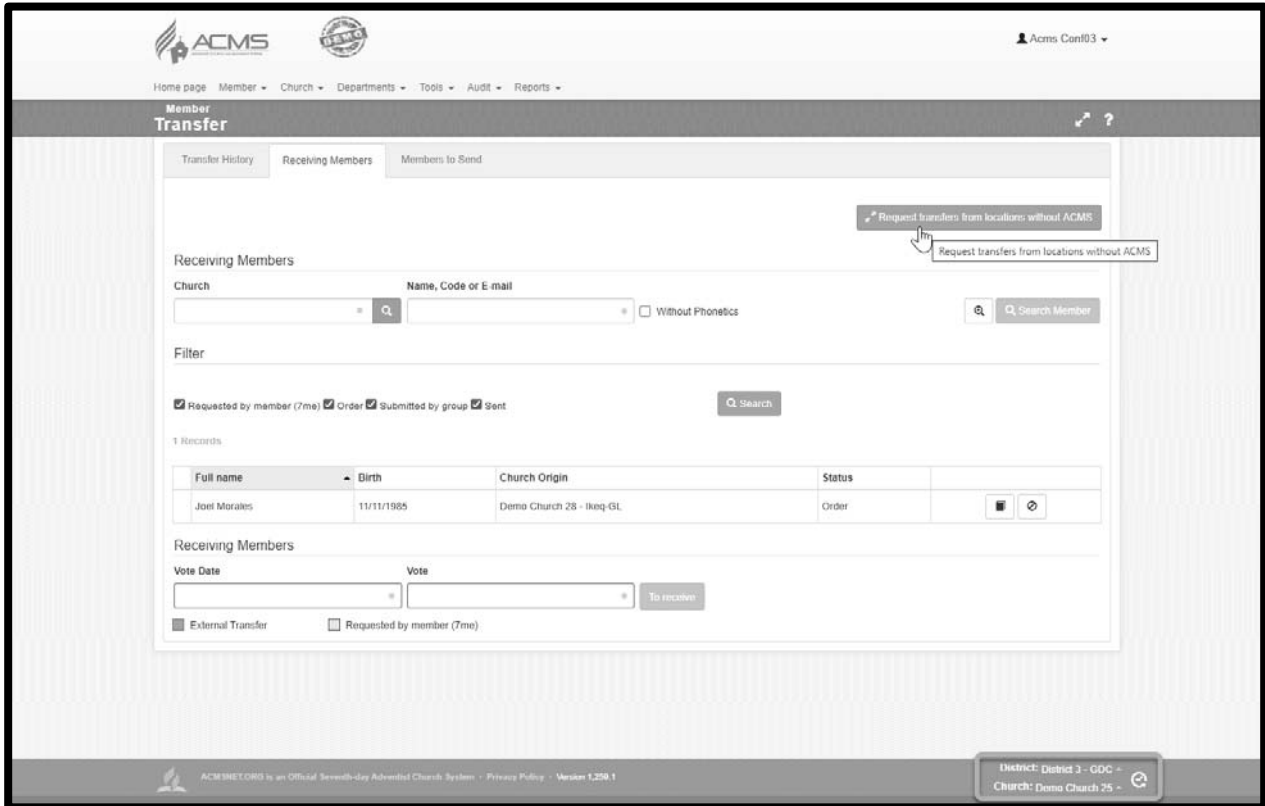 ACMS
DEMO
Acms Conf03
Home page Member Church Departments Tools Audit Reports
Member
Transfer
?
Transfer History Receiving Members Members to Send
Request transfers from locations without ACMS
Request transfers from locations without ACMS
Receiving Members
Church Name, Code or E-mail
Without Phonetics Search Member
Filter
Requested by member (7me) Order Submitted by group Sent Search
1 Records
Full name Birth Church Origin Status
Joel Morales 11/11/1985 Demo Church 28 - Ikeq-GL Order
Receiving Members
Vote Date Vote
To receive
External Transfer Requested by member (7me)
District: District 3 - GDC
ACMSNET.ORG is an Official Seventh-day Adventist Church System - Privacy Policy - Version 1,259.1
Church: Demo Church 25